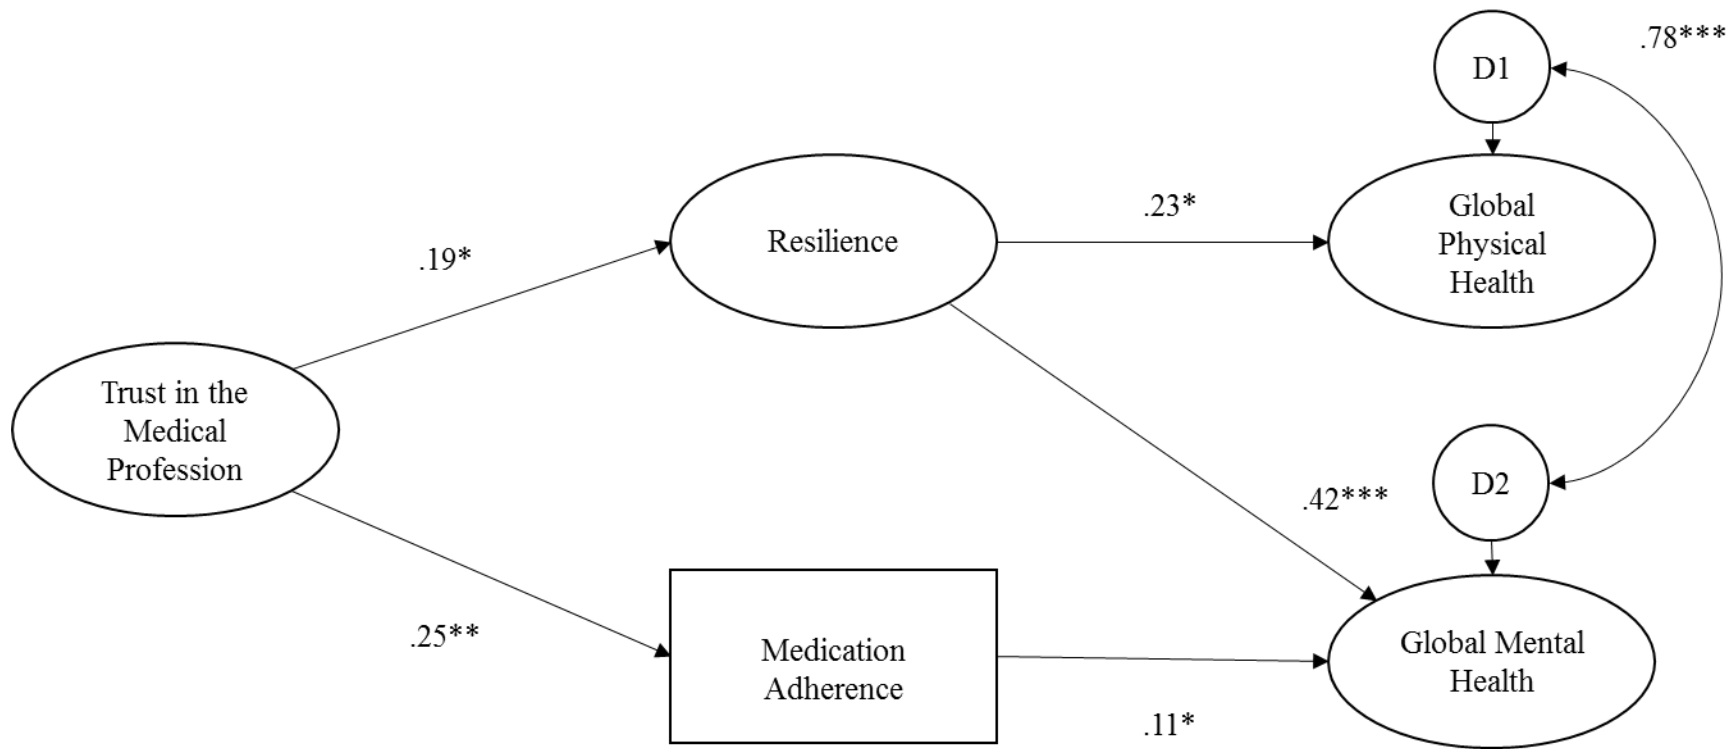 D1
.78***
Global
Physical
Health
.23*
Resilience
.19*
Trust in the
Medical
Profession
D2
.42***
.25**
Medication
Adherence
Global Mental
Health
.11*